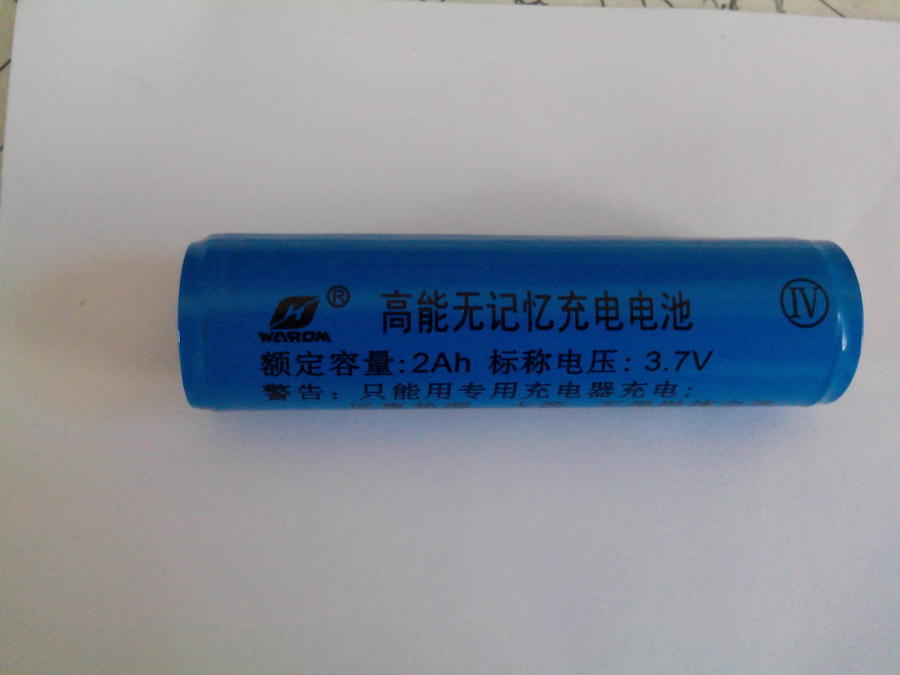 WAROM ® 高能无记忆充电电池 Ⅳ
额定容量:2Ah 标称电压: 3.7V
警告: 只能用专用充电器充电;